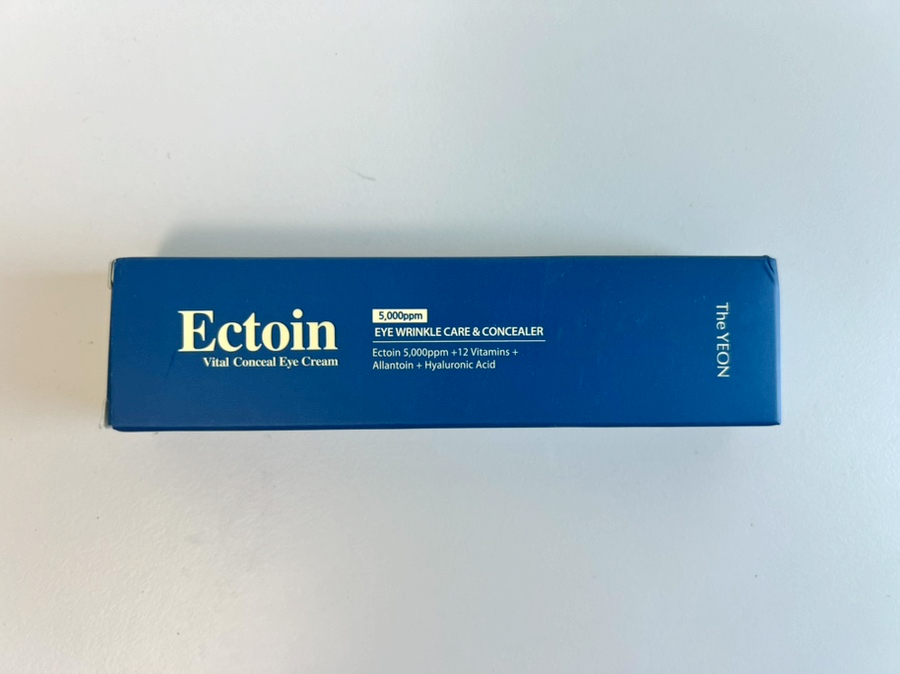 Ectoin
Vital Conceal Eye Cream
5,000ppm
EYE WRINKLE CARE & CONCEALER
Ectoin 5,000ppm +12 Vitamins +
Allantoin + Hyaluronic Acid
The YEON